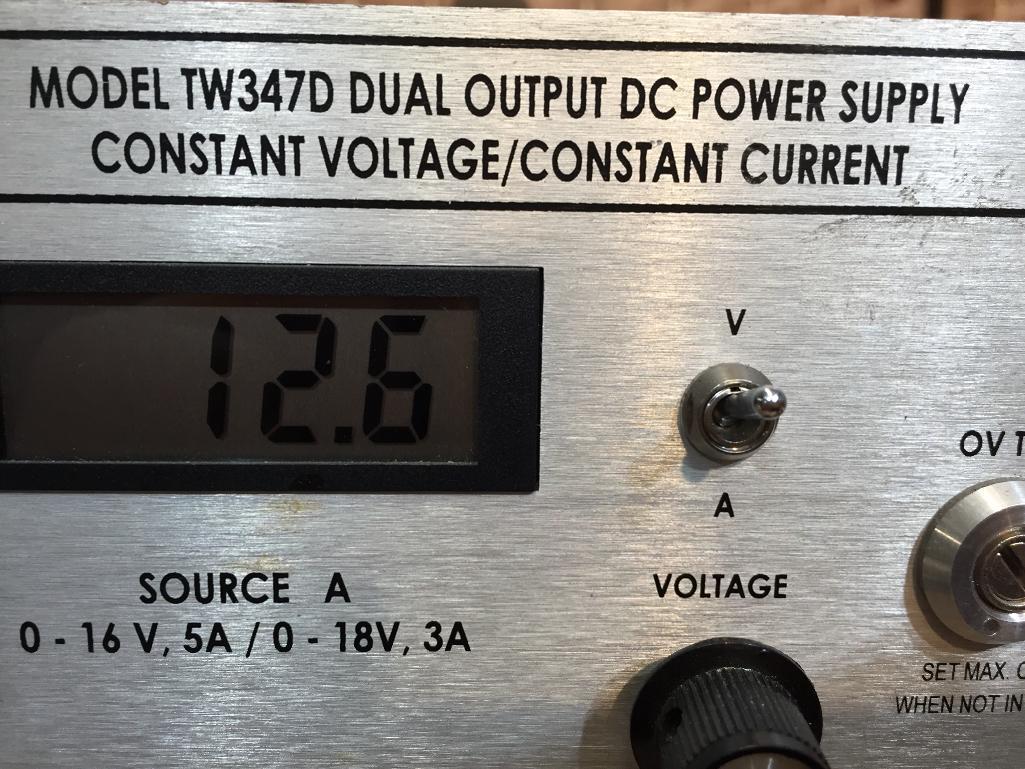 MODEL TW347D DUAL OUTPUT DC POWER SUPPLY
CONSTANT VOLTAGE/CONSTANT CURRENT
12.6
V
A
OV T
SOURCE A
0 - 16 V, 5A / 0 - 18V, 3A
VOLTAGE
SET MAX.
WHEN NOT IN